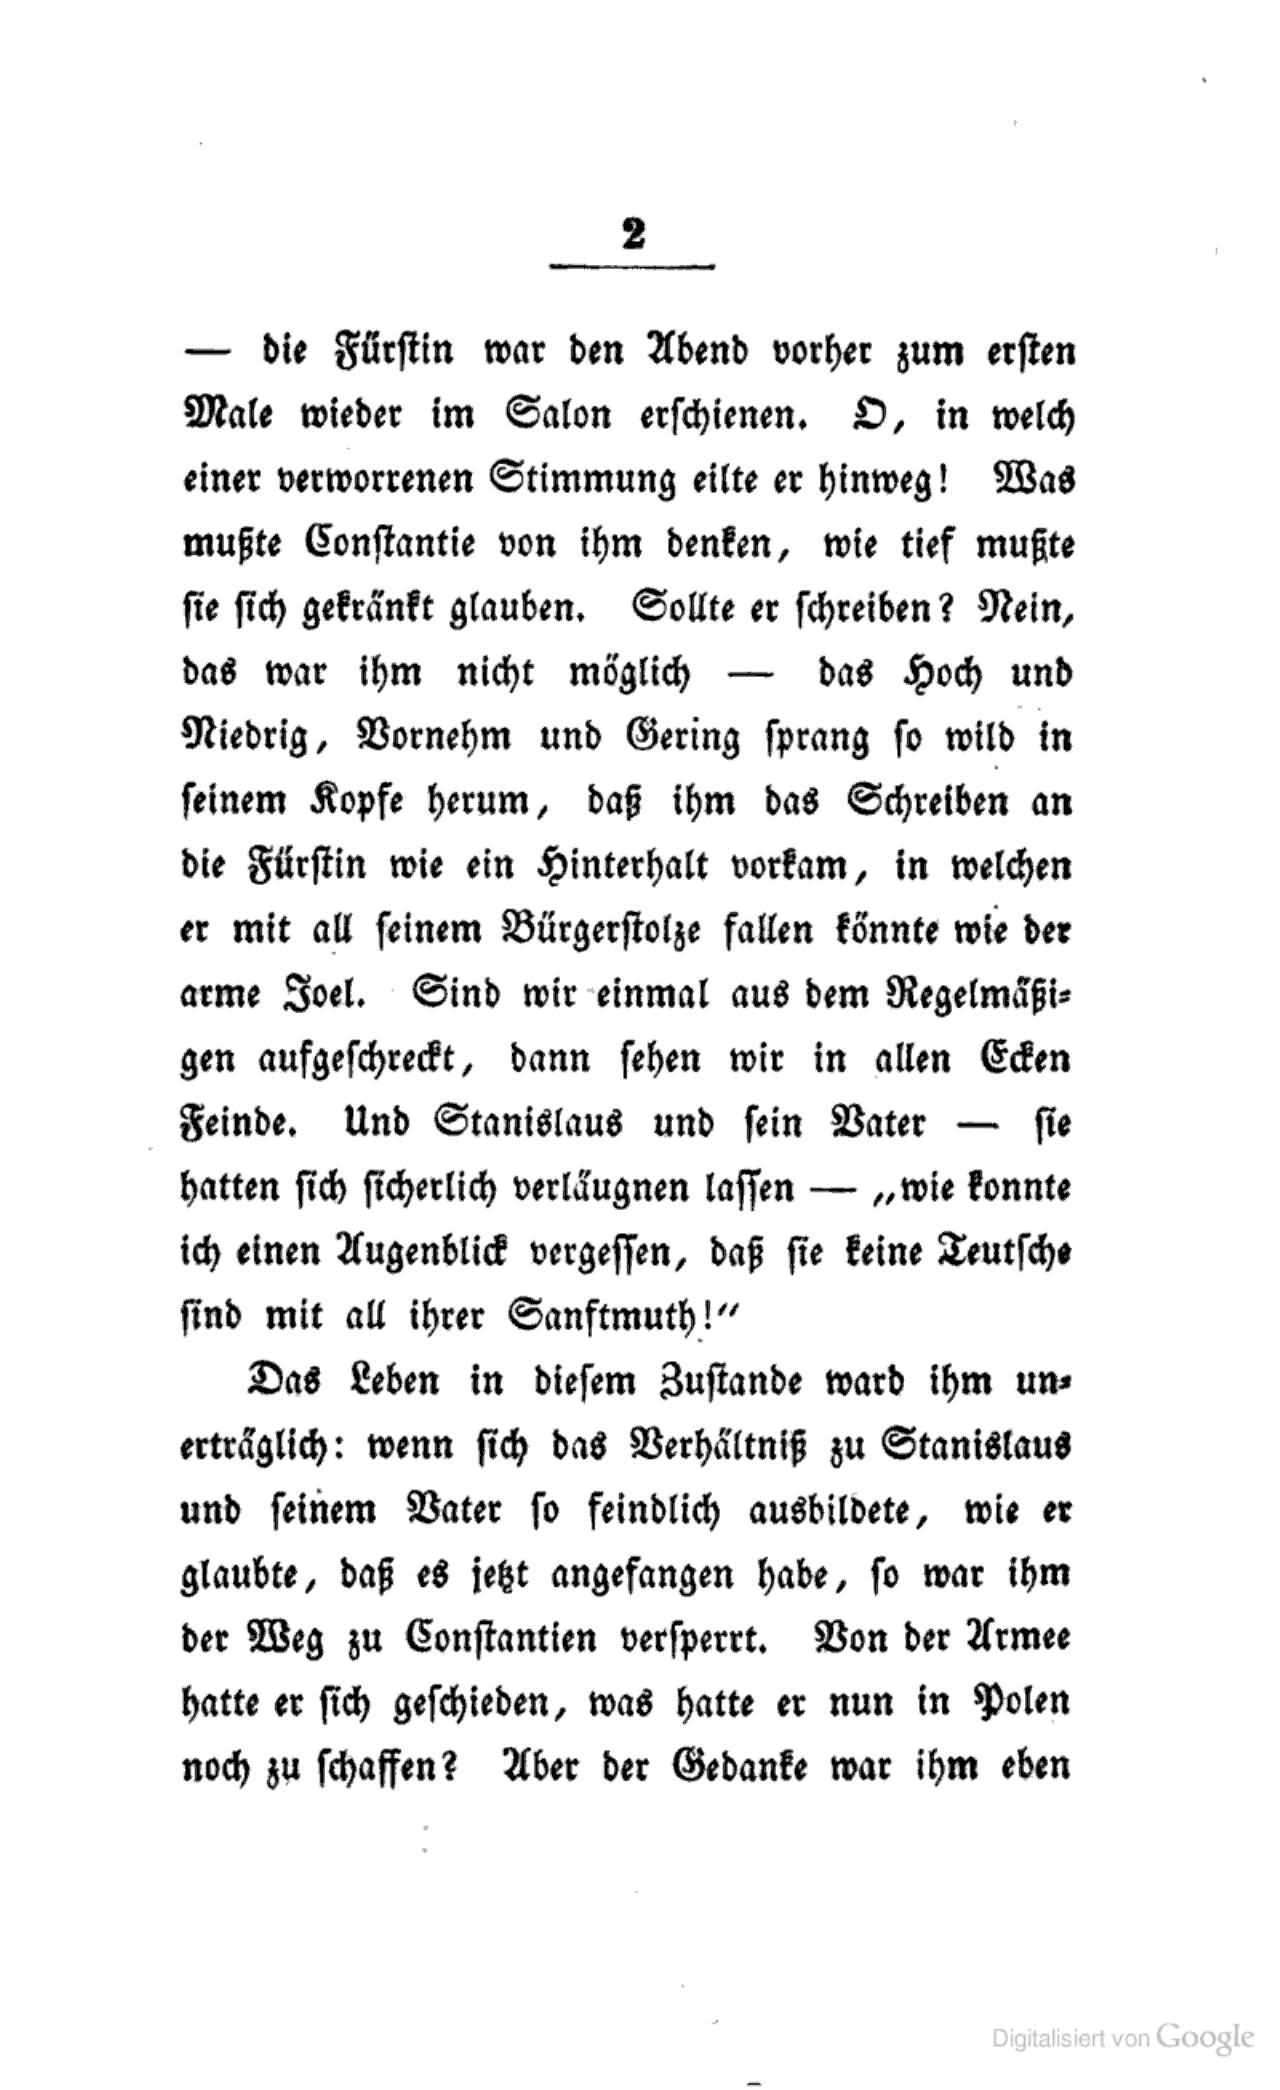 2
— die Fürſtin war den Abend vorher zum erſten
Male wieder im Salon erſchienen. O, in welch
einer verworrenen Stimmung eilte er hinweg! Was
mußte Conſtantie von ihm denken, wie tief mußte
ſie ſich gekränkt glauben. Sollte er ſchreiben? Nein,
das war ihm nicht möglich — das Hoch und
Niedrig, Vornehm und Gering ſprang ſo wild in
ſeinem Kopfe herum, daß ihm das Schreiben an
die Fürſtin wie ein Hinterhalt vorkam, in welchen
er mit all ſeinem Bürgerſtolze fallen könnte wie der
arme Joel. Sind wir einmal aus dem Regelmäßi⸗
gen aufgeſchreckt, dann ſehen wir in allen Ecken
Feinde. Und Stanislaus und ſein Vater — ſie
hatten ſich ſicherlich verläugnen laſſen — „wie konnte
ich einen Augenblick vergeſſen, daß ſie keine Teutſche
ſind mit all ihrer Sanftmuth!“
Das Leben in dieſem Zuſtande ward ihm un⸗
erträglich: wenn ſich das Verhältniß zu Stanislaus
und ſeinem Vater ſo feindlich ausbildete, wie er
glaubte, daß es jetzt angefangen habe, ſo war ihm
der Weg zu Conſtantien verſperrt. Von der Armee
hatte er ſich geſchieden, was hatte er nun in Polen
noch zu ſchaffen? Aber der Gedanke war ihm eben
Digitalisiert von Google